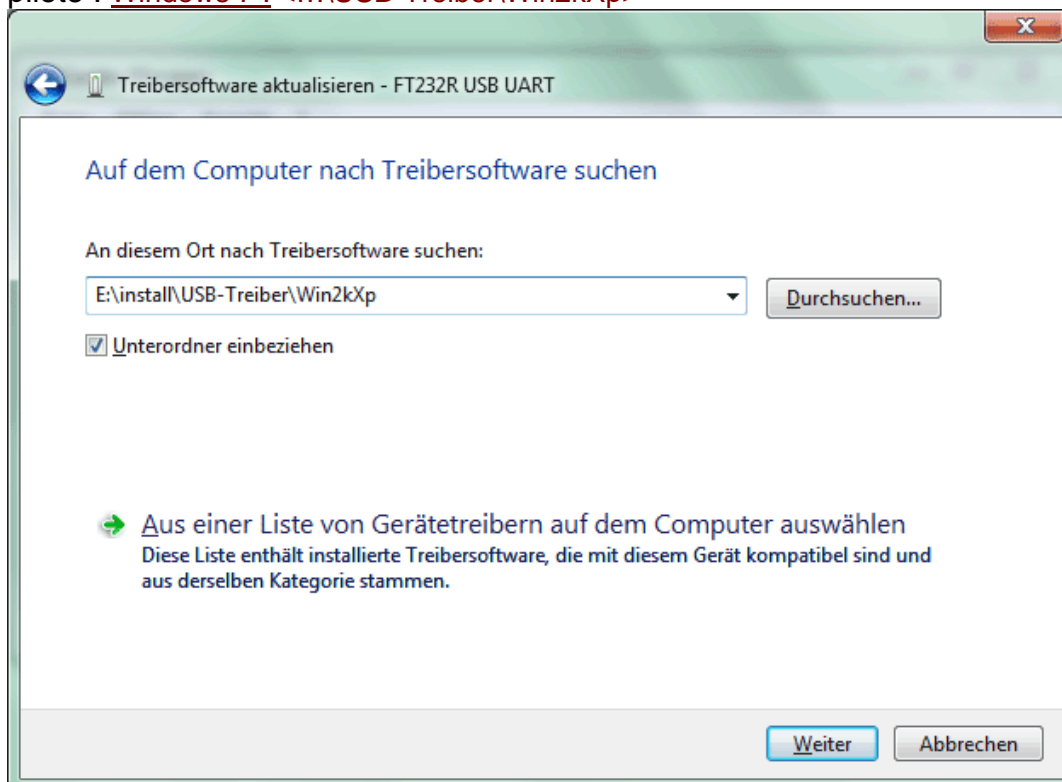 Treibersoftware aktualisieren - FT232R USB UART
Auf dem Computer nach Treibersoftware suchen
An diesem Ort nach Treibersoftware suchen:
E:\install\USB-Treiber\Win2kXp
Durchsuchen...
Unterordner einbeziehen
Aus einer Liste von Gerätetreibern auf dem Computer auswählen
Diese Liste enthält installierte Treibersoftware, die mit diesem Gerät kompatibel sind und
aus derselben Kategorie stammen.
Weiter Abbrechen